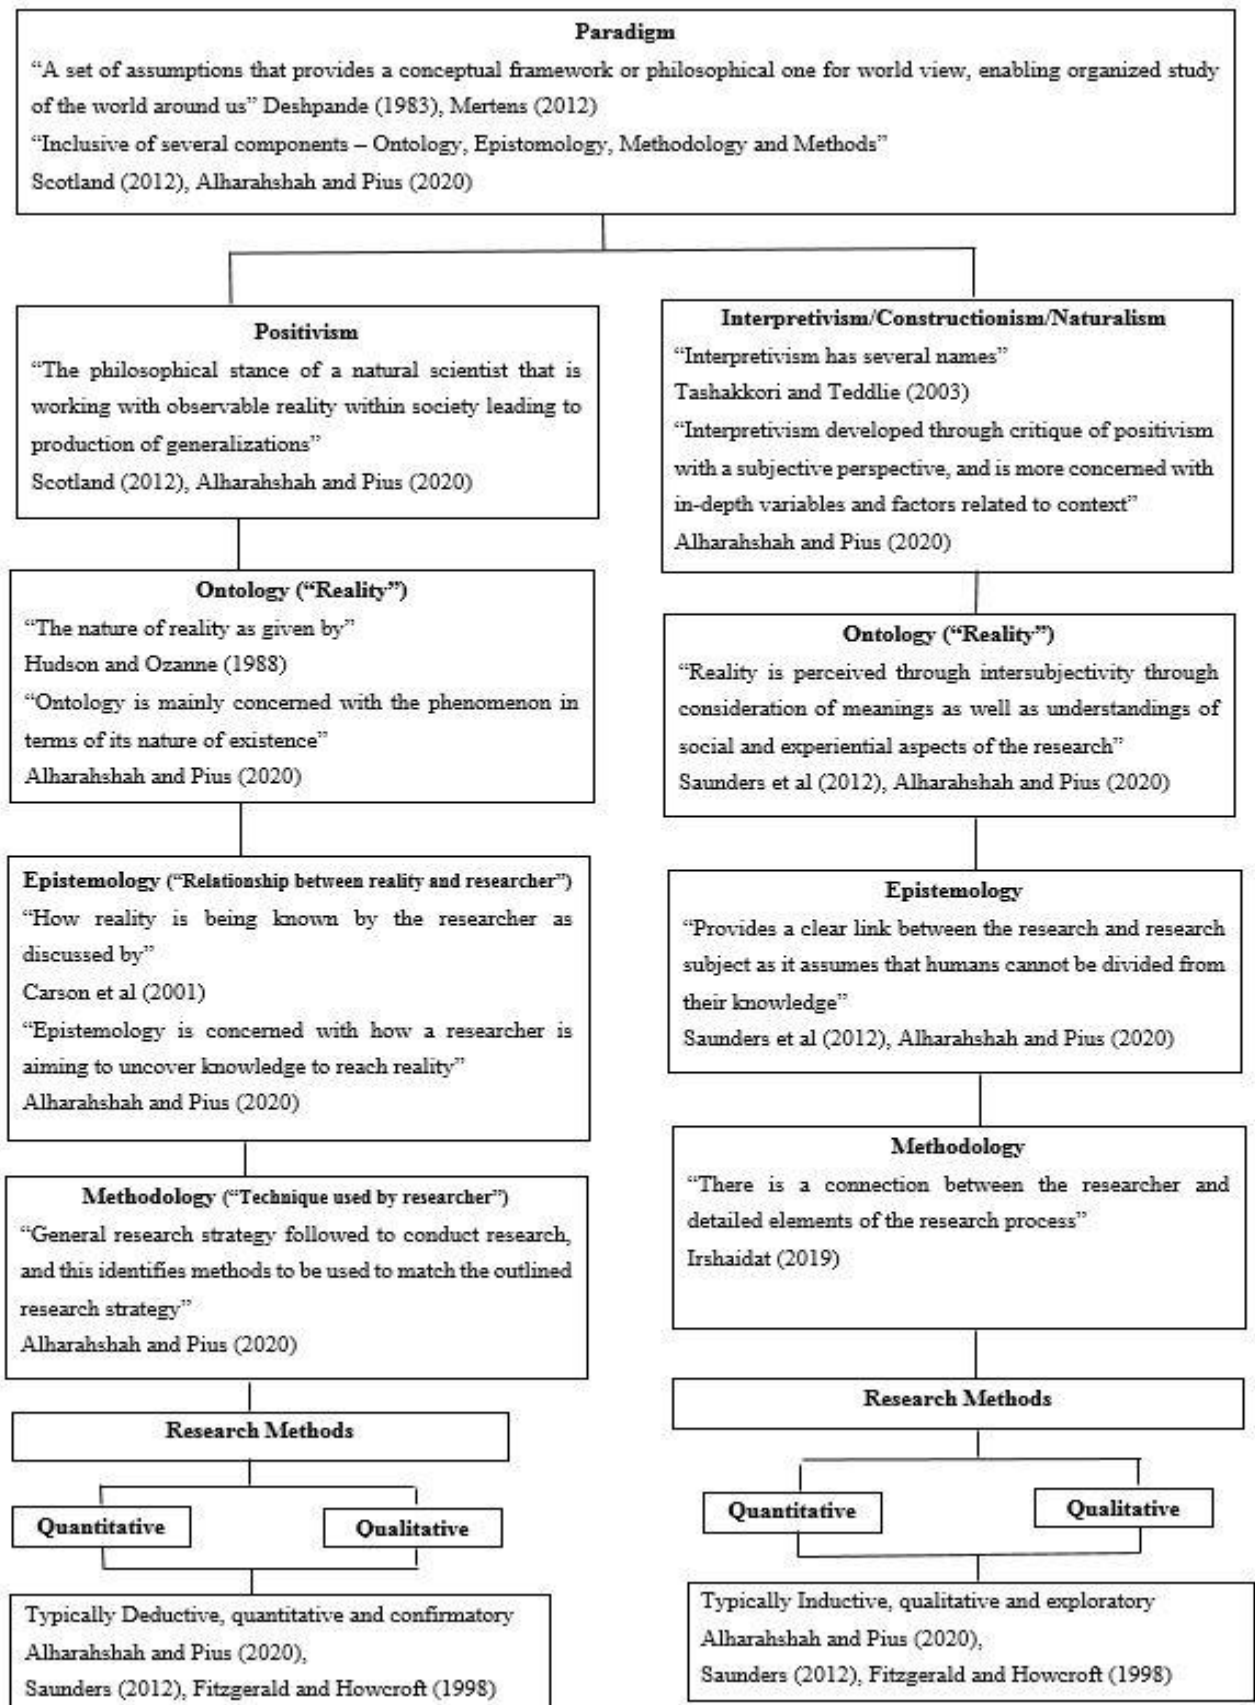 Paradigm
“A set of assumptions that provides a conceptual framework or philosophical one for world view, enabling organized study
of the world around us” Deshpande (1983), Mertens (2012)
“Inclusive of several components – Ontology, Epistomology, Methodology and Methods”
Scotland (2012), Alharahshah and Pius (2020)
Positivism
“The philosophical stance of a natural scientist that is
working with observable reality within society leading to
production of generalizations”
Scotland (2012), Alharahshah and Pius (2020)
Ontology (“Reality”)
“The nature of reality as given by”
Hudson and Ozanne (1988)
“Ontology is mainly concerned with the phenomenon in
terms of its nature of existence”
Alharahshah and Pius (2020)
Epistemology (“Relationship between reality and researcher”)
“How reality is being known by the researcher as
discussed by”
Carson et al (2001)
“Epistemology is concerned with how a researcher is
aiming to uncover knowledge to reach reality”
Alharahshah and Pius (2020)
Methodology (“Technique used by researcher”)
“General research strategy followed to conduct research,
and this identifies methods to be used to match the outlined
research strategy”
Alharahshah and Pius (2020)
Research Methods
Quantitative
Qualitative
Typically Deductive, quantitative and confirmatory
Alharahshah and Pius (2020),
Saunders (2012), Fitzgerald and Howcroft (1998)
Interpretivism/Constructionism/Naturalism
“Interpretivism has several names”
Tashakkori and Teddlie (2003)
“Interpretivism developed through critique of positivism
with a subjective perspective, and is more concerned with
in-depth variables and factors related to context”
Alharahshah and Pius (2020)
Ontology (“Reality”)
“Reality is perceived through intersubjectivity through
consideration of meanings as well as understandings of
social and experiential aspects of the research”
Saunders et al (2012), Alharahshah and Pius (2020)
Epistemology
“Provides a clear link between the research and research
subject as it assumes that humans cannot be divided from
their knowledge”
Saunders et al (2012), Alharahshah and Pius (2020)
Methodology
“There is a connection between the researcher and
detailed elements of the research process”
Irshaidat (2019)
Research Methods
Quantitative
Qualitative
Typically Inductive, qualitative and exploratory
Alharahshah and Pius (2020),
Saunders (2012), Fitzgerald and Howcroft (1998)